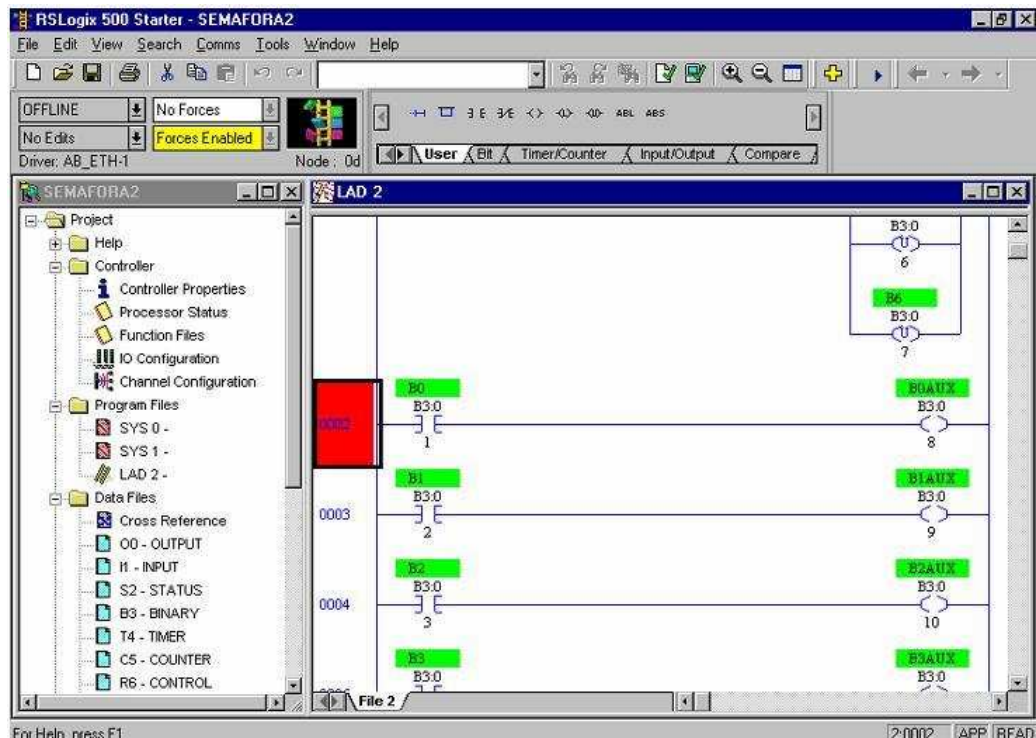 RSLogix 500 Starter - SEMAFORA2
File Edit View Search Comms Tools Window Help
OFFLINE No Forces
No Edits Forces Enabled
Driver: AB_ETH-1 Node : 0d
ABL ABS
User Bit Timer/Counter Input/Output Compare
SEMAFORA2
Project
Help
Controller
Controller Properties
Processor Status
Function Files
IO Configuration
Channel Configuration
Program Files
SYS 0 -
SYS 1 -
LAD 2 -
Data Files
Cross Reference
O0 - OUTPUT
I1 - INPUT
S2 - STATUS
B3 - BINARY
T4 - TIMER
C5 - COUNTER
R6 - CONTROL
LAD 2
B3:0
U
6
B6
B3:0
U
7
B0 B0AUX
B3:0 B3:0
0002
1 8
B1 B1AUX
B3:0 B3:0
0003
2 9
B2 B2AUX
B3:0 B3:0
0004
3 10
B3 B3AUX
B3:0 B3:0
File 2
For Help, press F1
2:0002 APP READ